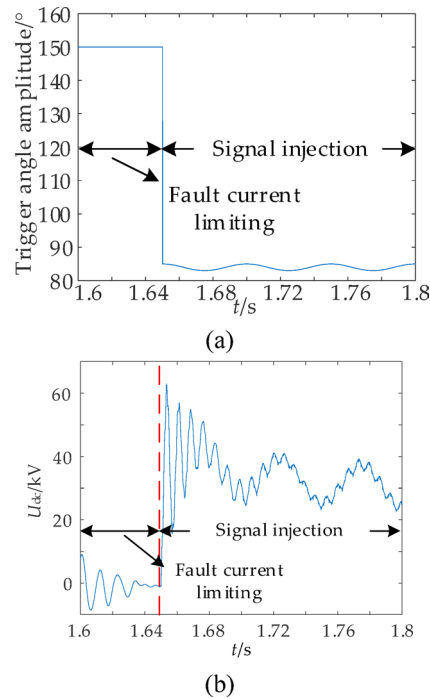 Trigger angle amplitude/°
160
150
140
130
120
110
100
90
80
Signal injection
Fault current
limiting
1.6 1.64 1.68 1.72 1.76 1.8
t/s
(a)
Udc/kV
60
40
20
0
Signal injection
Fault current
limiting
1.6 1.64 1.68 1.72 1.76 1.8
t/s
(b)